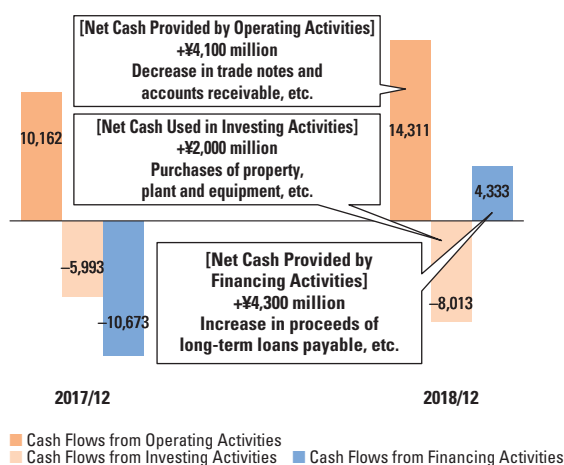 [Net Cash Provided by Operating Activities]
+¥4,100 million
Decrease in trade notes and
accounts receivable, etc.
10,162
14,311
[Net Cash Used in Investing Activities]
+¥2,000 million
Purchases of property,
plant and equipment, etc.
4,333
–5,993
–10,673
[Net Cash Provided by
Financing Activities]
+¥4,300 million
Increase in proceeds of
long-term loans payable, etc.
–8,013
2017/12
2018/12
Cash Flows from Operating Activities
Cash Flows from Investing Activities
Cash Flows from Financing Activities